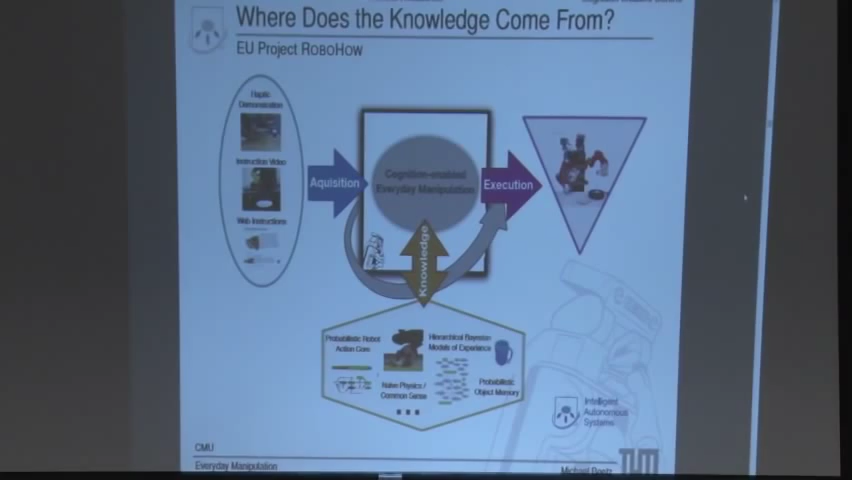 Where Does the Knowledge Come From?
EU Project ROBOHOW
Haptic
Demonstration
Instruction Video
Web Instructions
Aquisition
Cognition-enabled
Everyday Manipulation
Execution
Knowledge
Probabilistic Robot
Action Cores
Hierarchical Bayesian
Models of Experience
Naive Physics /
Common Sense
Probabilistic
Object Memory
Intelligent
Autonomous
Systems
CMU
Everyday Manipulation
Michael Beetz